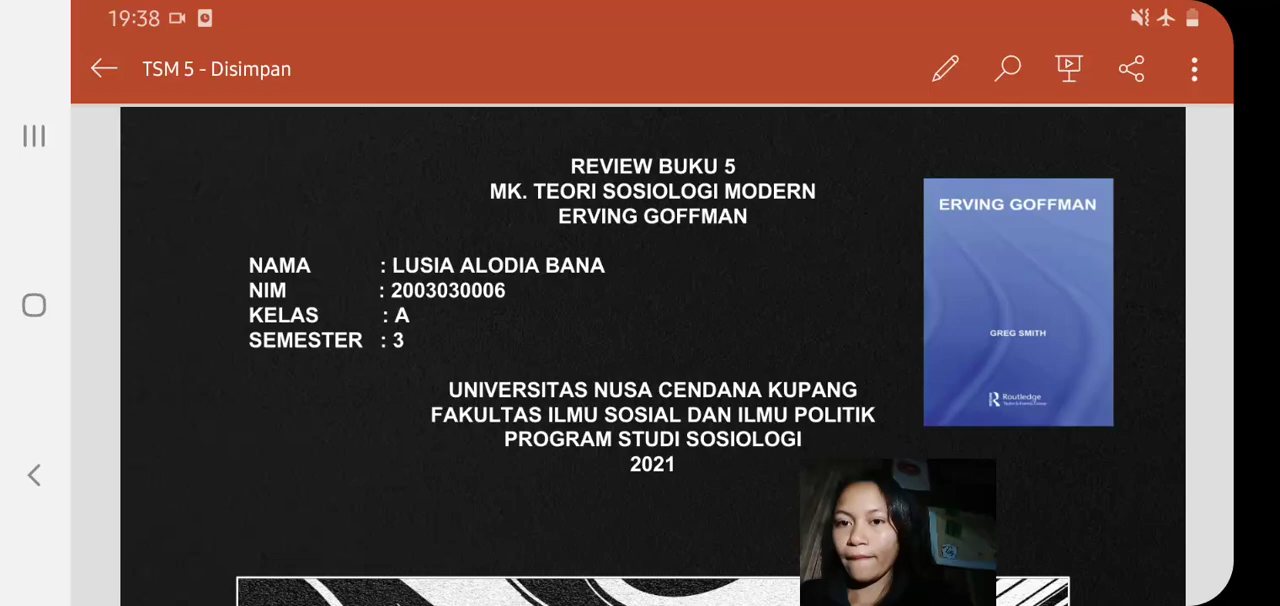 19:38
TSM 5 - Disimpan
REVIEW BUKU 5
MK. TEORI SOSIOLOGI MODERN
ERVING GOFFMAN
NAMA : LUSIA ALODIA BANA
NIM : 2003030006
KELAS : A
SEMESTER : 3
UNIVERSITAS NUSA CENDANA KUPANG
FAKULTAS ILMU SOSIAL DAN ILMU POLITIK
PROGRAM STUDI SOSIOLOGI
2021
ERVING GOFFMAN
GREG SMITH
Routledge